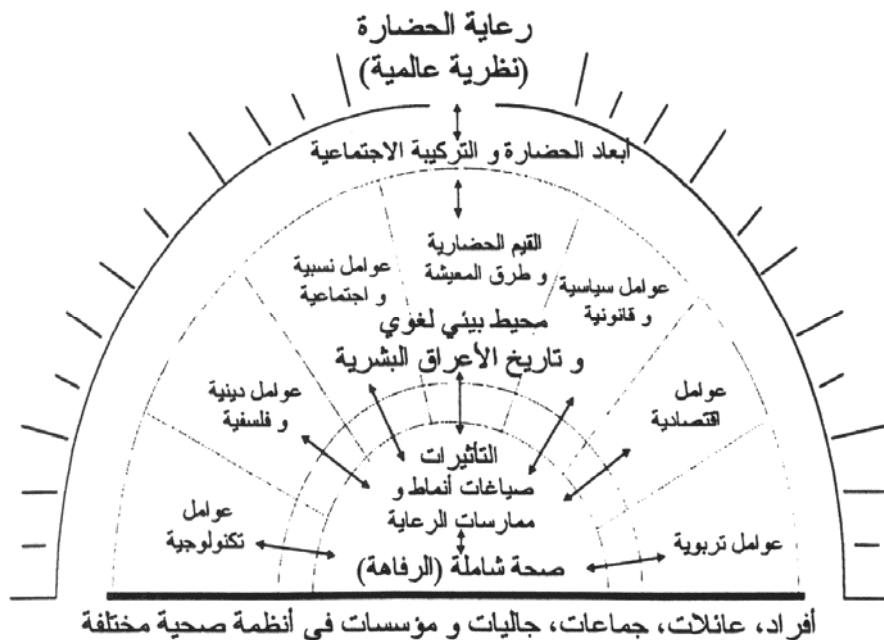 رعاية الحضارة
(نظرية عالمية)
أبعاد الحضارة و التركيبة الاجتماعية
القيم الحضارية
و طرق المعيشة
عوامل نسبية
و اجتماعية
عوامل سياسية
و قانونية
محيط بيئي لغوي
و تاريخ الأعراق البشرية
عوامل دينية
و فلسفية
عوامل
اقتصادية
التأثيرات
صياغات أنماط و
ممارسات الرعاية
عوامل
تكنولوجية
عوامل تربوية
صحة شاملة (الرفاهة)
أفراد، عائلات، جماعات، جاليات و مؤسسات في أنظمة صحية مختلفة